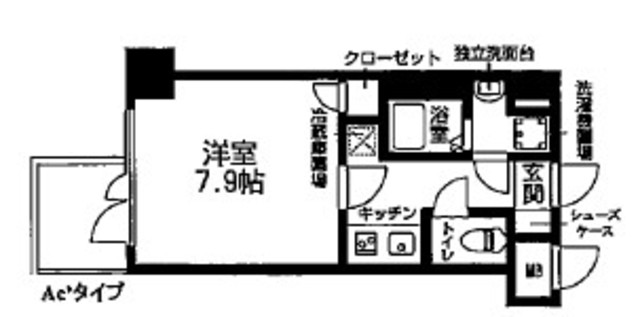 クローゼット
独立洗面台
洗濯機置場
浴室
冷蔵庫置場
洋室
7.9帖
玄関
キッチン
トイレ
シューズ
ケース
MB
Ac'タイプ